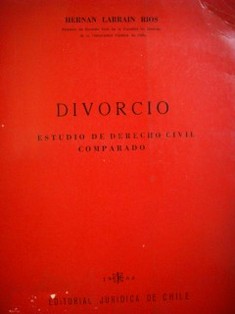 HERNAN LARRAIN RIOS
DIVORCIO
ESTUDIO DE DERECHO CIVIL
COMPARADO
EDITORIAL JURIDICA DE CHILE